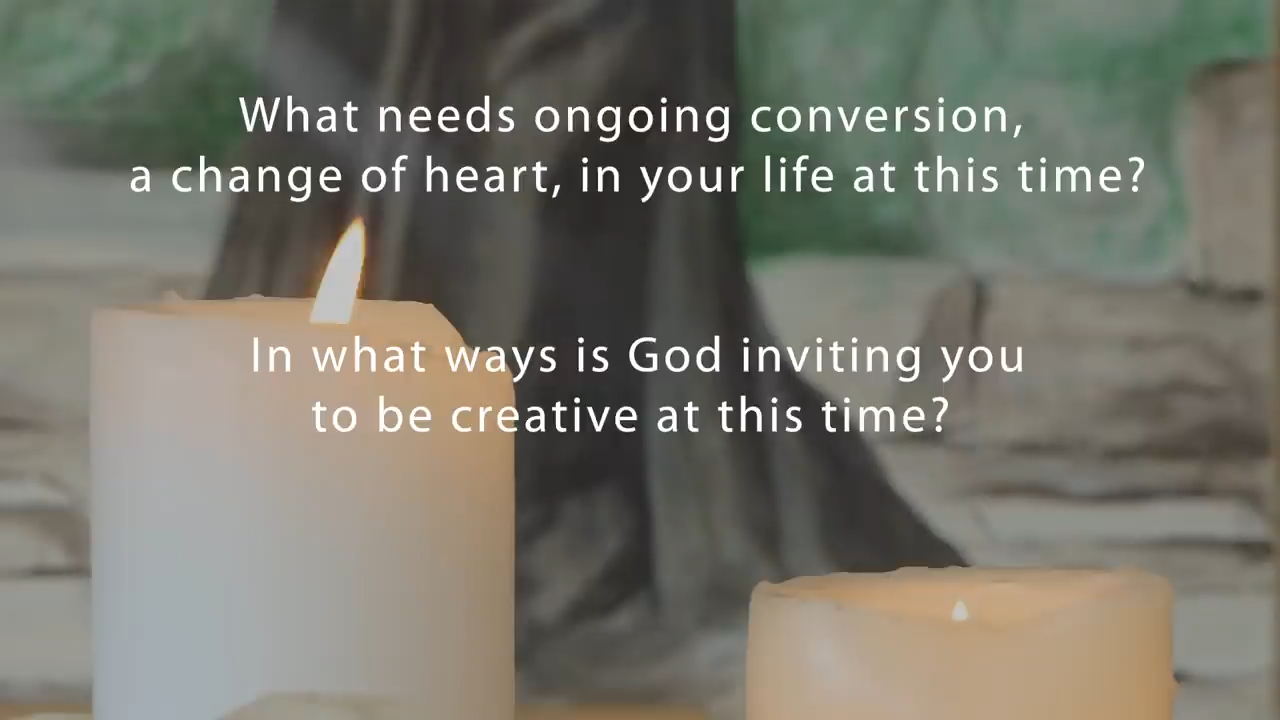 What needs ongoing conversion,
a change of heart, in your life at this time?
In what ways is God inviting you
to be creative at this time?